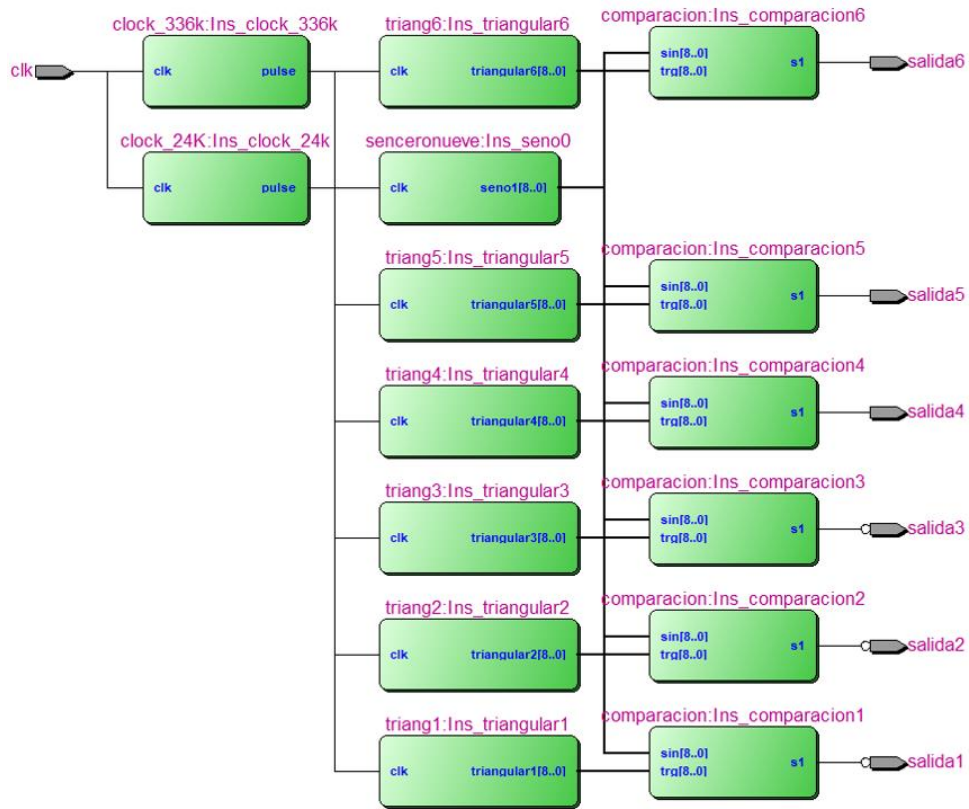 clk
clock_336k:Ins_clock_336k
clk pulse
clock_24K:Ins_clock_24k
clk pulse
triang6:Ins_triangular6
clk triangular6[8..0]
senceronueve:Ins_seno0
clk seno1[8..0]
triang5:Ins_triangular5
clk triangular5[8..0]
triang4:Ins_triangular4
clk triangular4[8..0]
triang3:Ins_triangular3
clk triangular3[8..0]
triang2:Ins_triangular2
clk triangular2[8..0]
triang1:Ins_triangular1
clk triangular1[8..0]
comparacion:Ins_comparacion6
sin[8..0]
trg[8..0]
s1
salida6
comparacion:Ins_comparacion5
sin[8..0]
trg[8..0]
s1
salida5
comparacion:Ins_comparacion4
sin[8..0]
trg[8..0]
s1
salida4
comparacion:Ins_comparacion3
sin[8..0]
trg[8..0]
s1
salida3
comparacion:Ins_comparacion2
sin[8..0]
trg[8..0]
s1
salida2
comparacion:Ins_comparacion1
sin[8..0]
trg[8..0]
s1
salida1